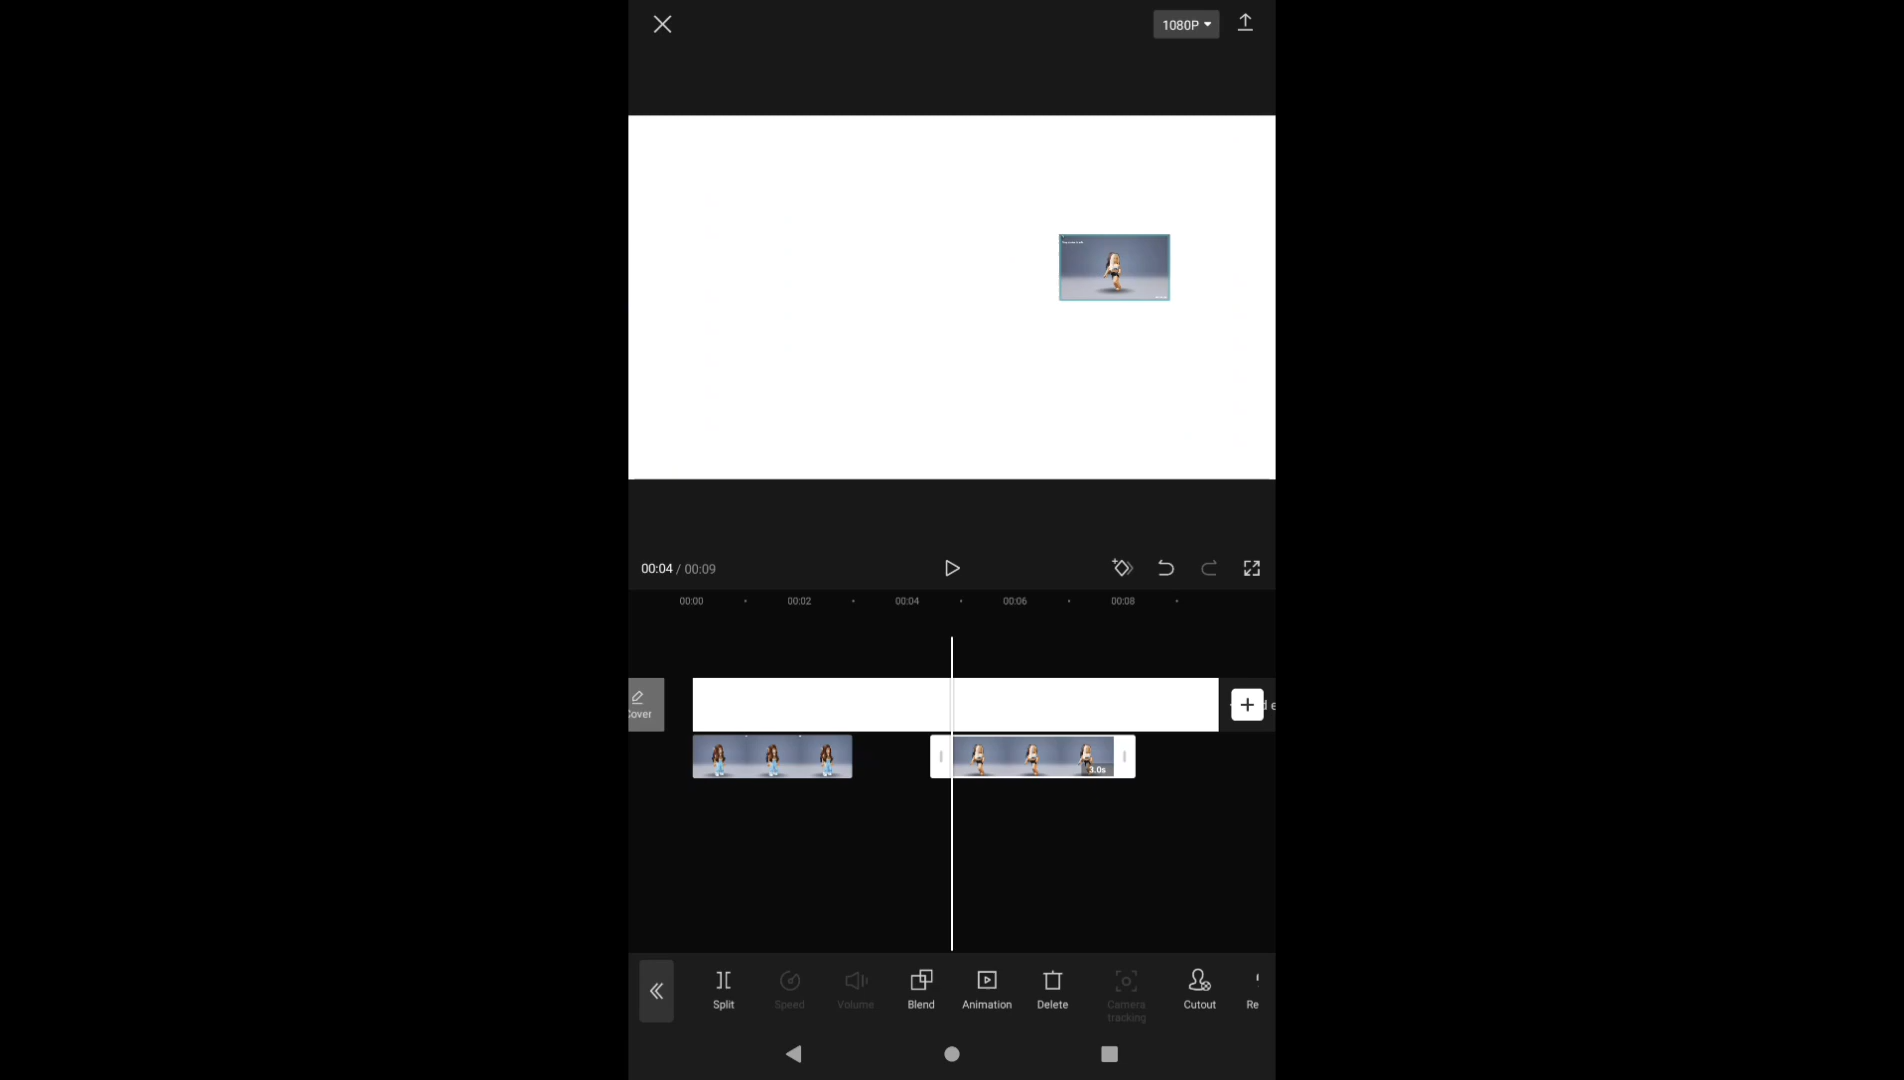 1080P
00:04 / 00:09
00:00 00:02 00:04 00:06 00:08
Cover
d e
3.0s
Split Speed Volume Blend Animation Delete Camera tracking Cutout Re